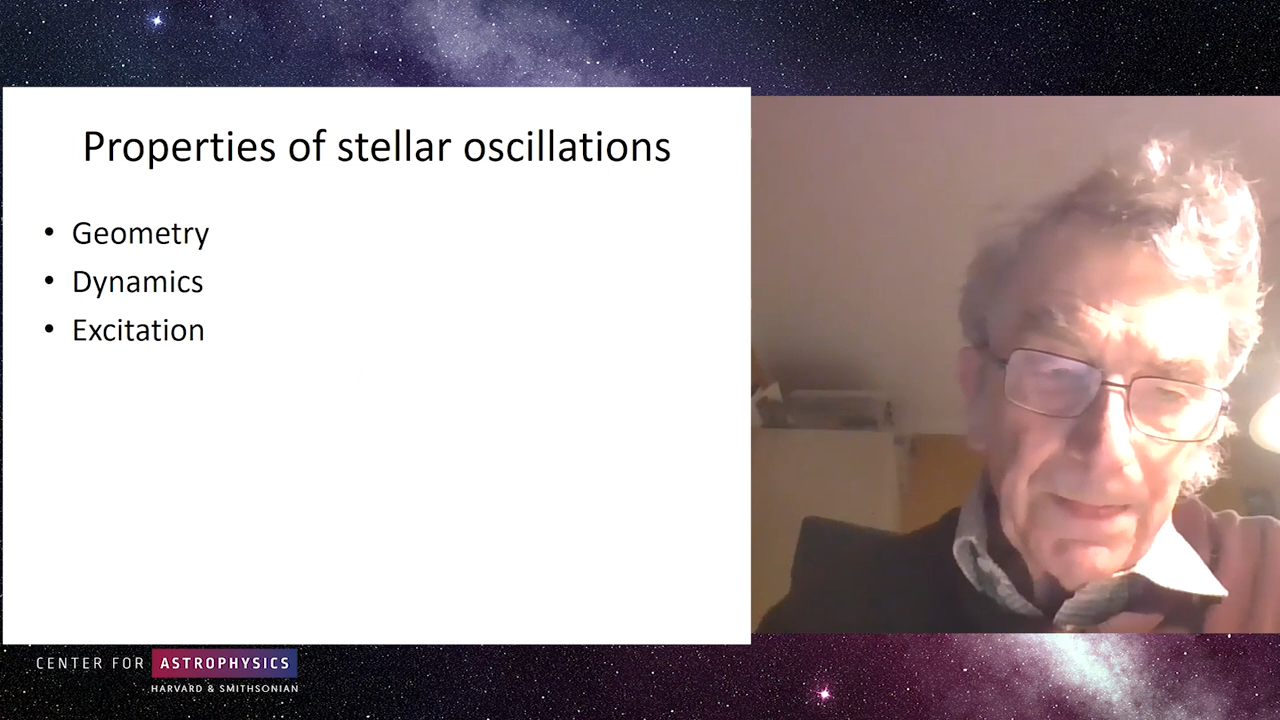 Properties of stellar oscillations
• Geometry
• Dynamics
• Excitation
CENTER FOR ASTROPHYSICS
HARVARD & SMITHSONIAN